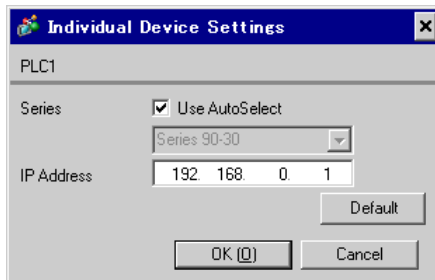 Individual Device Settings
PLC1
Series Use AutoSelect
Series 90-30
IP Address 192. 168. 0. 1
Default
OK (O) Cancel